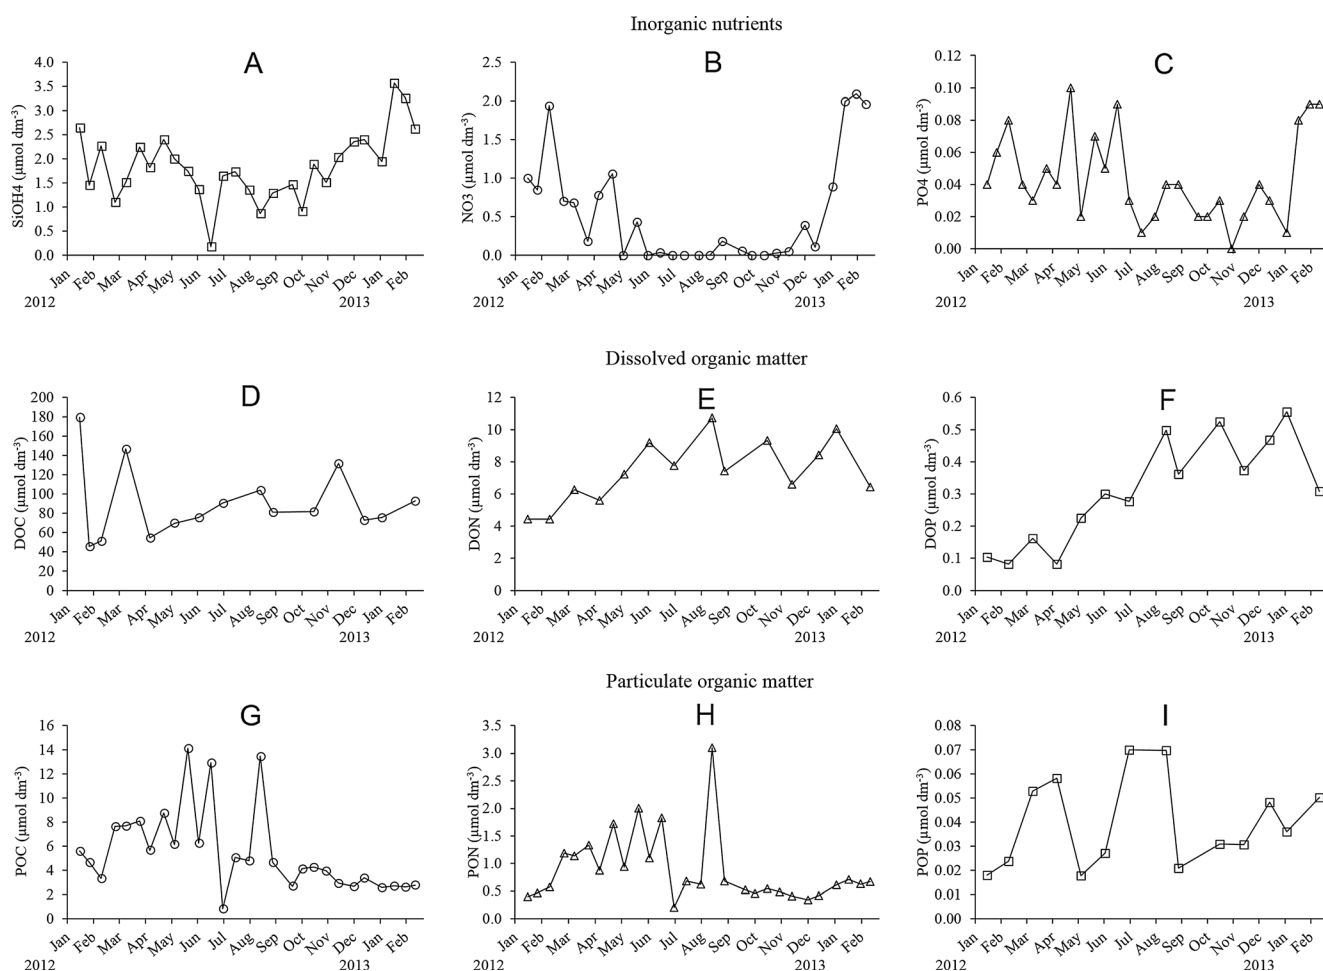 Inorganic nutrients
A
SiOH4 (µmol dm⁻³)
4.0
3.5
3.0
2.5
2.0
1.5
1.0
0.5
0.0
Jan Feb Mar Apr May Jun Jul Aug Sep Oct Nov Dec Jan Feb
2012 2013
B
NO3 (µmol dm⁻³)
2.5
2.0
1.5
1.0
0.5
0.0
Jan Feb Mar Apr May Jun Jul Aug Sep Oct Nov Dec Jan Feb
2012 2013
C
PO4 (µmol dm⁻³)
0.12
0.10
0.08
0.06
0.04
0.02
0.00
Jan Feb Mar Apr May Jun Jul Aug Sep Oct Nov Dec Jan Feb
2012 2013
Dissolved organic matter
D
DOC (µmol dm⁻³)
200
180
160
140
120
100
80
60
40
20
0
Jan Feb Mar Apr May Jun Jul Aug Sep Oct Nov Dec Jan Feb
2012 2013
E
DON (µmol dm⁻³)
12
10
8
6
4
2
0
Jan Feb Mar Apr May Jun Jul Aug Sep Oct Nov Dec Jan Feb
2012 2013
F
DOP (µmol dm⁻³)
0.6
0.5
0.4
0.3
0.2
0.1
0.0
Jan Feb Mar Apr May Jun Jul Aug Sep Oct Nov Dec Jan Feb
2012 2013
Particulate organic matter
G
POC (µmol dm⁻³)
16
14
12
10
8
6
4
2
0
Jan Feb Mar Apr May Jun Jul Aug Sep Oct Nov Dec Jan Feb
2012 2013
H
PON (µmol dm⁻³)
3.5
3.0
2.5
2.0
1.5
1.0
0.5
0.0
Jan Feb Mar Apr May Jun Jul Aug Sep Oct Nov Dec Jan Feb
2012 2013
I
POP (µmol dm⁻³)
0.08
0.07
0.06
0.05
0.04
0.03
0.02
0.01
0.00
Jan Feb Mar Apr May Jun Jul Aug Sep Oct Nov Dec Jan Feb
2012 2013